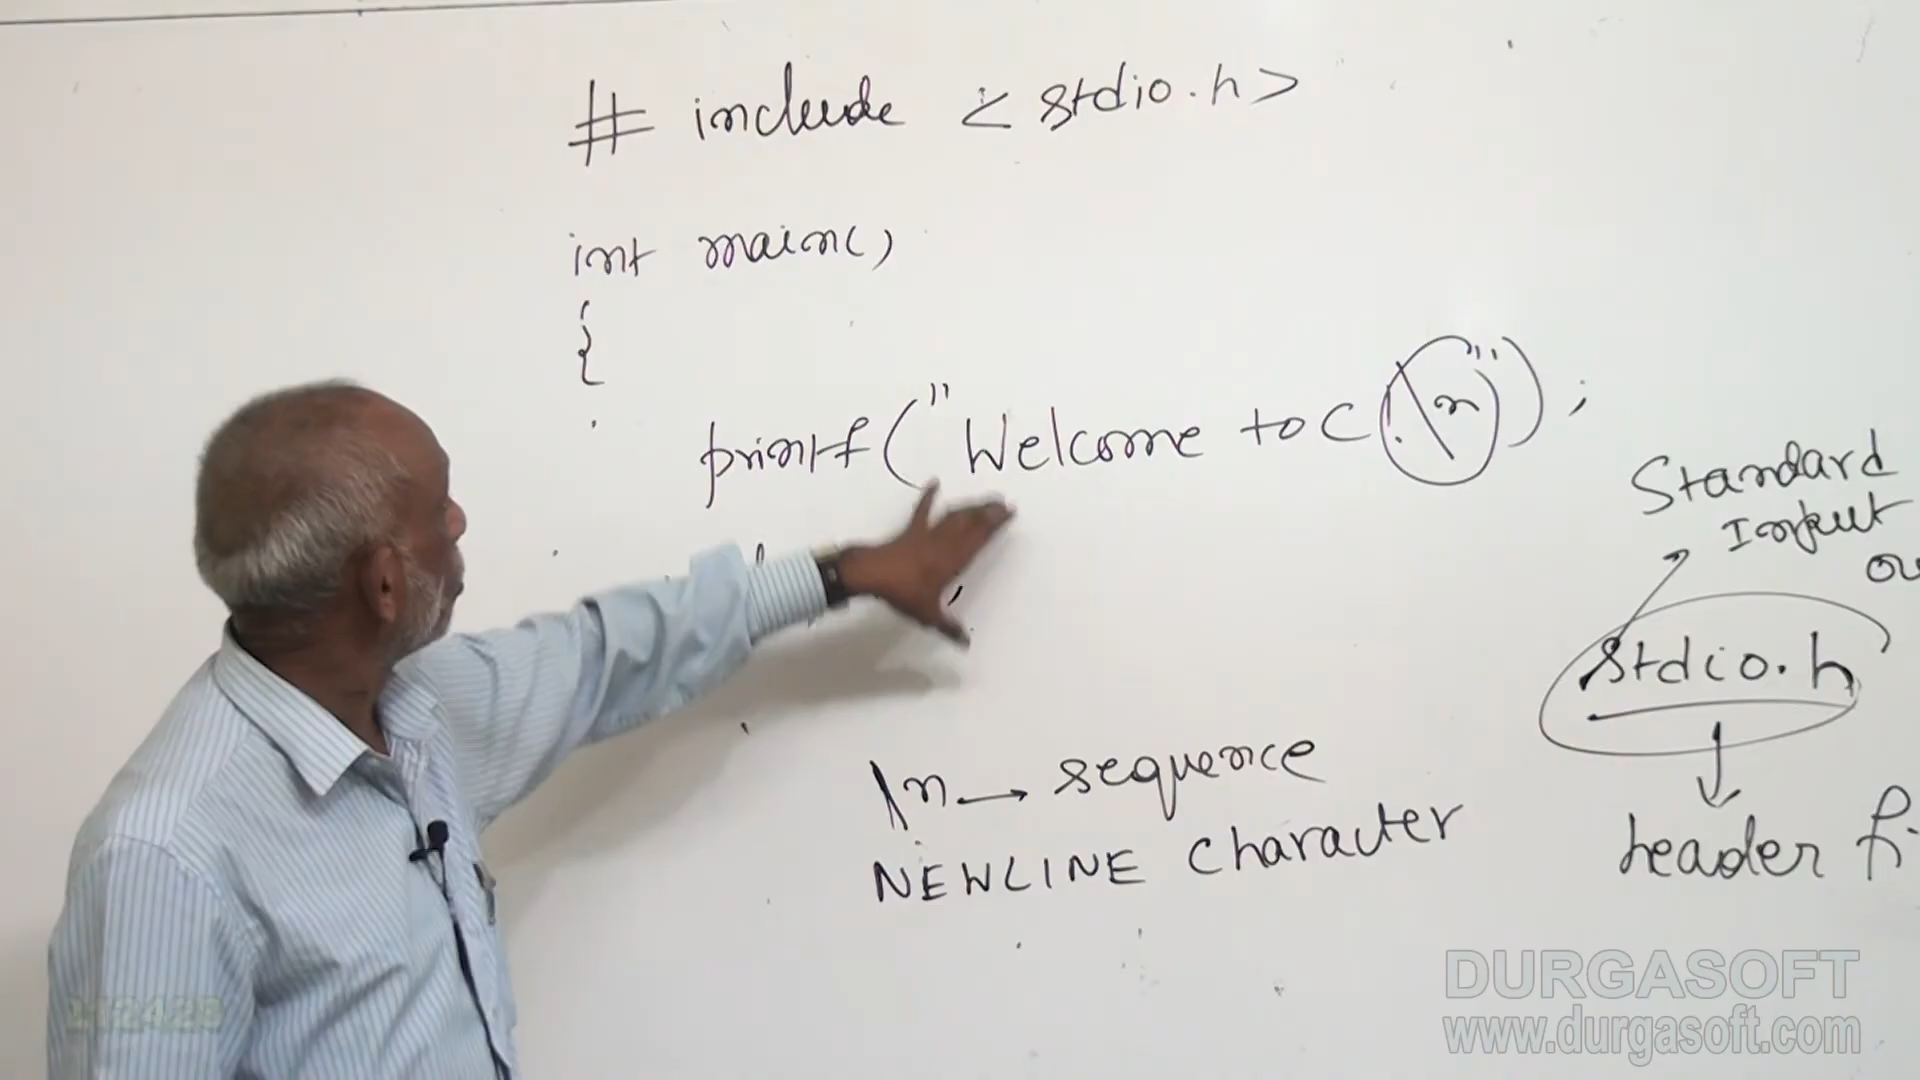 # include <stdio.h>
int main()
{
printf("Welcome to C!\n");
Standard
Input
stdio.h
\n → sequence
NEWLINE character
header
DURGASOFT
www.durgasoft.com